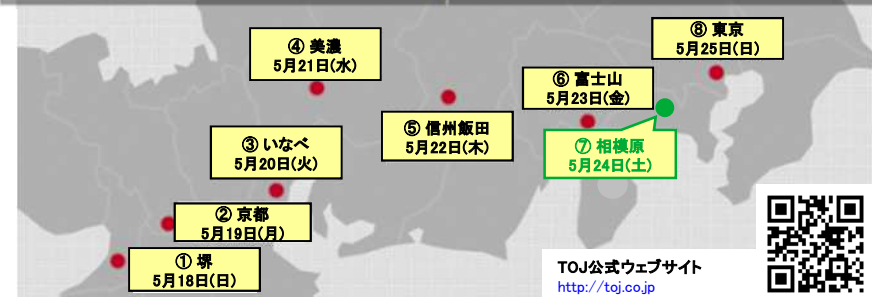 ⑧ 東京
5月25日(日)
④ 美濃
5月21日(水)
⑥ 富士山
5月23日(金)
⑤ 信州飯田
5月22日(木)
③ いなべ
5月20日(火)
⑦ 相模原
5月24日(土)
② 京都
5月19日(月)
① 堺
5月18日(日)
TOJ公式ウェブサイト
http://toj.co.jp